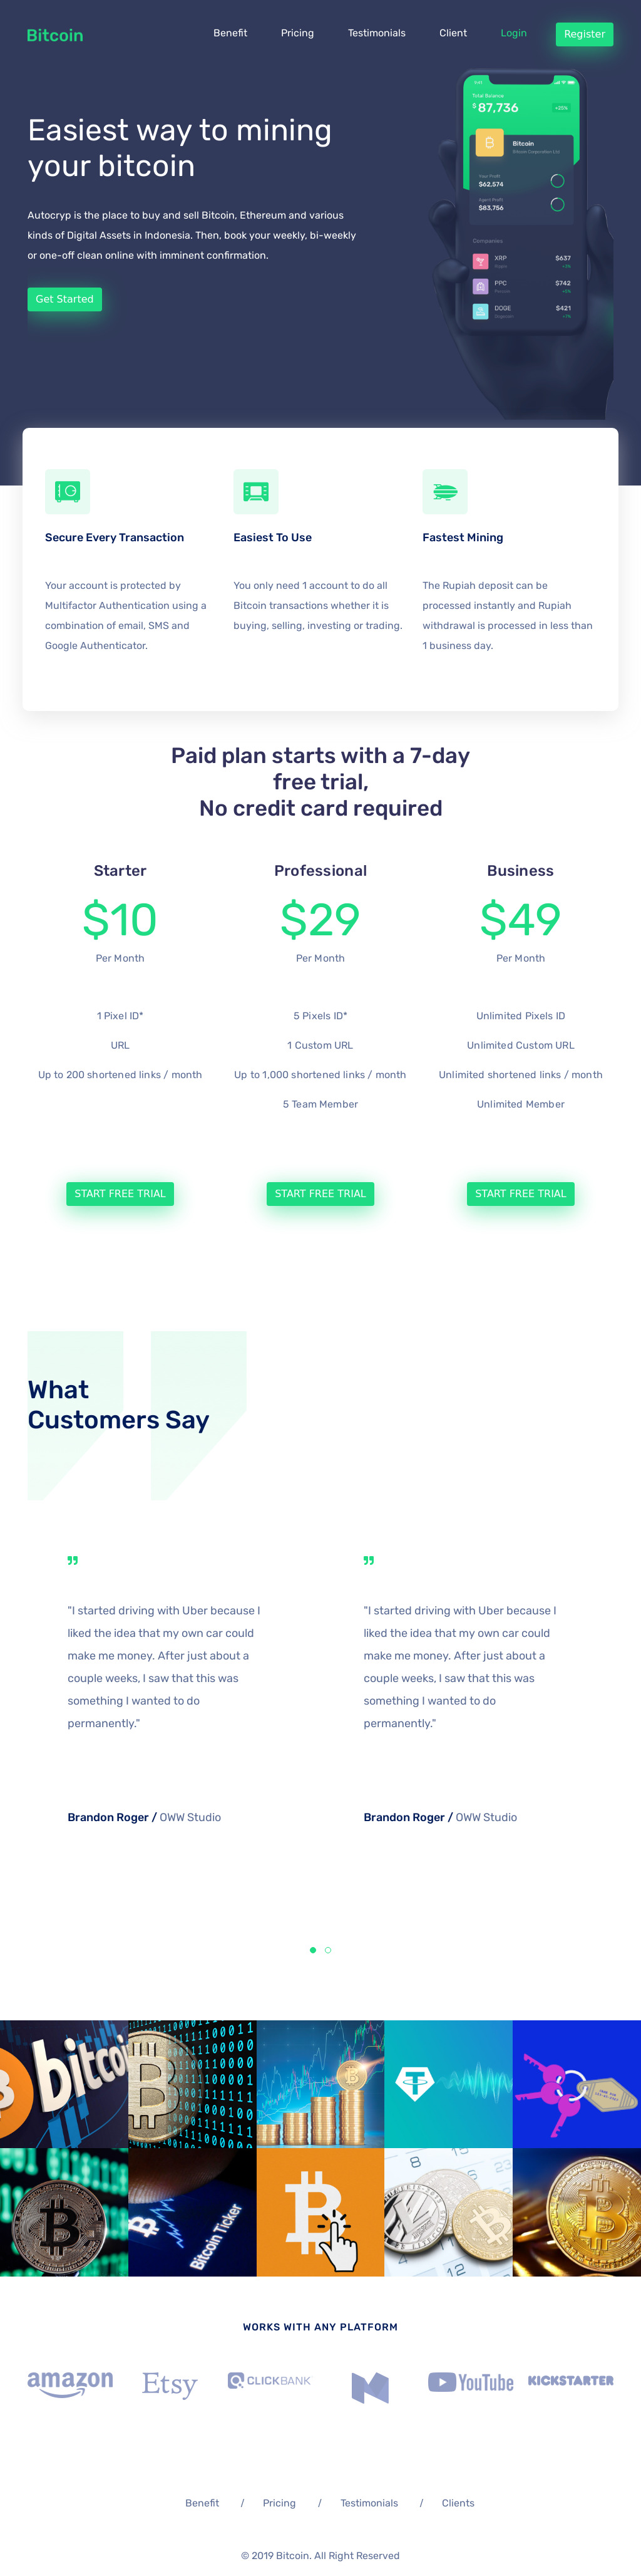 Bitcoin
Benefit
Pricing
Testimonials
Client
Login
Register
Easiest way to mining
your bitcoin
Autocryp is the place to buy and sell Bitcoin, Ethereum and various
kinds of Digital Assets in Indonesia. Then, book your weekly, bi-weekly
or one-off clean online with imminent confirmation.
Get Started
Total Balance
$ 87,736
+20%
Bitcoin
Bitcoin Corporation Ltd
Your Profit
$62,574
Agent Profit
$83,756
Companies
XRP
$637
PPC
$742
DOGE
$421
Secure Every Transaction
Your account is protected by
Multifactor Authentication using a
combination of email, SMS and
Google Authenticator.
Easiest To Use
You only need 1 account to do all
Bitcoin transactions whether it is
buying, selling, investing or trading.
Fastest Mining
The Rupiah deposit can be
processed instantly and Rupiah
withdrawal is processed in less than
1 business day.
Paid plan starts with a 7-day
free trial,
No credit card required
Starter
$10
Per Month
1 Pixel ID*
URL
Up to 200 shortened links / month
START FREE TRIAL
Professional
$29
Per Month
5 Pixels ID*
1 Custom URL
Up to 1,000 shortened links / month
5 Team Member
START FREE TRIAL
Business
$49
Per Month
Unlimited Pixels ID
Unlimited Custom URL
Unlimited shortened links / month
Unlimited Member
START FREE TRIAL
What
Customers Say
"I started driving with Uber because I
liked the idea that my own car could
make me money. After just about a
couple weeks, I saw that this was
something I wanted to do
permanently."
Brandon Roger / OWW Studio
"I started driving with Uber because I
liked the idea that my own car could
make me money. After just about a
couple weeks, I saw that this was
something I wanted to do
permanently."
Brandon Roger / OWW Studio
bitcoi
Bitcoin Ticker
WORKS WITH ANY PLATFORM
amazon
Etsy
CLICKBANK
YouTube
KICKSTARTER
Benefit / Pricing / Testimonials / Clients
© 2019 Bitcoin. All Right Reserved